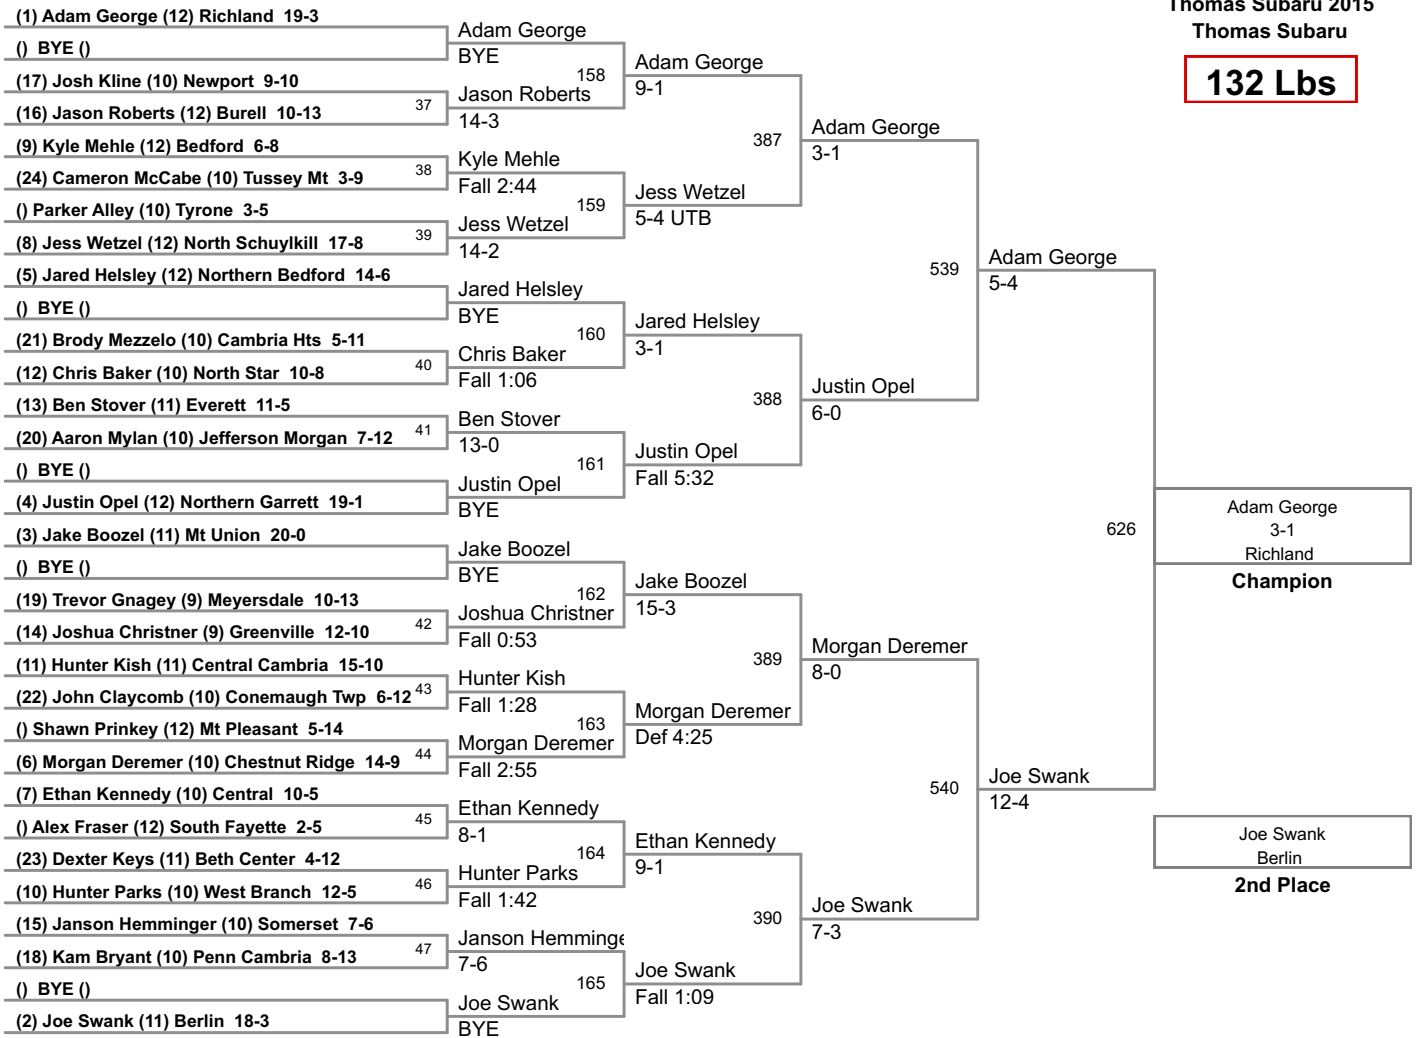 Thomas Subaru 2015
Thomas Subaru
132 Lbs
(1) Adam George (12) Richland 19-3
() BYE ()
(17) Josh Kline (10) Newport 9-10
(16) Jason Roberts (12) Burell 10-13
37
(9) Kyle Mehle (12) Bedford 6-8
(24) Cameron McCabe (10) Tussey Mt 3-9
38
() Parker Alley (10) Tyrone 3-5
(8) Jess Wetzel (12) North Schuylkill 17-8
39
(5) Jared Helsley (12) Northern Bedford 14-6
() BYE ()
(21) Brody Mezzelo (10) Cambria Hts 5-11
(12) Chris Baker (10) North Star 10-8
40
(13) Ben Stover (11) Everett 11-5
(20) Aaron Mylan (10) Jefferson Morgan 7-12
41
() BYE ()
(4) Justin Opel (12) Northern Garrett 19-1
(3) Jake Boozel (11) Mt Union 20-0
() BYE ()
(19) Trevor Gnagey (9) Meyersdale 10-13
(14) Joshua Christner (9) Greenville 12-10
42
(11) Hunter Kish (11) Central Cambria 15-10
(22) John Claycomb (10) Conemaugh Twp 6-12
43
() Shawn Prinkey (12) Mt Pleasant 5-14
(6) Morgan Deremer (10) Chestnut Ridge 14-9
44
(7) Ethan Kennedy (10) Central 10-5
() Alex Fraser (12) South Fayette 2-5
45
(23) Dexter Keys (11) Beth Center 4-12
(10) Hunter Parks (10) West Branch 12-5
46
(15) Janson Hemminger (10) Somerset 7-6
(18) Kam Bryant (10) Penn Cambria 8-13
47
() BYE ()
(2) Joe Swank (11) Berlin 18-3
Adam George
BYE
158
Jason Roberts
14-3
Kyle Mehle
Fall 2:44
159
Jess Wetzel
14-2
Jared Helsley
BYE
160
Chris Baker
Fall 1:06
Ben Stover
13-0
161
Justin Opel
BYE
Jake Boozel
BYE
162
Joshua Christner
Fall 0:53
Hunter Kish
Fall 1:28
163
Morgan Deremer
Fall 2:55
Ethan Kennedy
8-1
164
Hunter Parks
Fall 1:42
Janson Hemminge
7-6
165
Joe Swank
BYE
Adam George
9-1
387
Jess Wetzel
5-4 UTB
Jared Helsley
3-1
388
Justin Opel
Fall 5:32
Jake Boozel
15-3
389
Morgan Deremer
Def 4:25
Ethan Kennedy
9-1
390
Joe Swank
Fall 1:09
Adam George
3-1
539
Justin Opel
6-0
Morgan Deremer
8-0
540
Joe Swank
7-3
Adam George
5-4
626
Joe Swank
12-4
Adam George
3-1
Richland
Champion
Joe Swank
Berlin
2nd Place